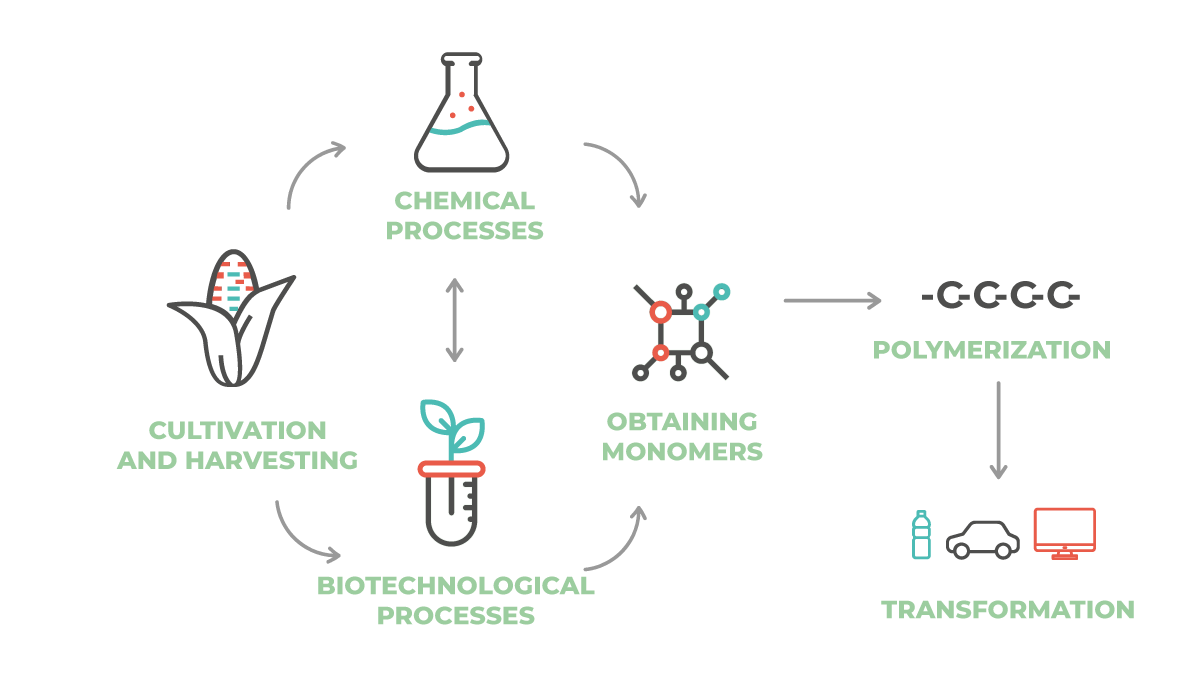 CHEMICAL
PROCESSES
CULTIVATION
AND HARVESTING
BIOTECHNOLOGICAL
PROCESSES
OBTAINING
MONOMERS
-C-C-C-C-
POLYMERIZATION
TRANSFORMATION